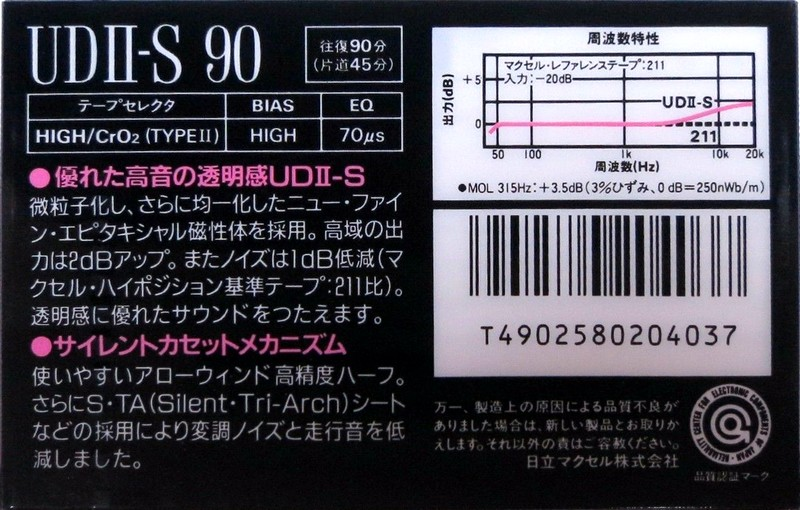 UDⅡ-S 90
往復90分
(片道45分)
テープセレクタ BIAS EQ
HIGH/CrO2 (TYPEⅡ) HIGH 70μs
●優れた高音の透明感UDⅡ-S
微粒子化し、さらに均一化したニュー・ファイ
ン・エピタキシャル磁性体を採用。高域の出
力は2dBアップ。またノイズは1dB低減(マ
クセル・ハイポジション基準テープ:211比)。
透明感に優れたサウンドをつたえます。
●サイレントカセットメカニズム
使いやすいアローウィンド高精度ハーフ。
さらにS・TA(Silent・Tri-Arch)シート
などの採用により変調ノイズと走行音を低
減しました。
周波数特性
マクセル・レファレンステープ:211
入力:-20dB
出力(dB)
+5
0
UDⅡ-S
211
50 100 1k 10k 20k
周波数(Hz)
●MOL 315Hz:+3.5dB(3%ひずみ、0 dB=250nWb/m)
T4902580204037
万一、製造上の原因による品質不良が
ありました場合は、新しい製品とお取りか
えします。それ以外の責はご容赦ください。
日立マクセル株式会社
RELIABILITY CENTER FOR ELECTRONIC COMPONENTS OF JAPAN
品質認証マーク